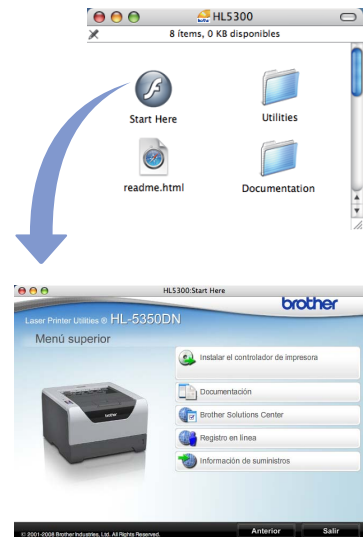 HL5300
8 ítems, 0 KB disponibles
Start Here
Utilities
readme.html
Documentation
HL5300:Start Here
brother
Laser Printer Utilities ® HL-5350DN
Menú superior
Instalar el controlador de impresora
Documentación
Brother Solutions Center
Registro en línea
Información de suministros
© 2001-2008 Brother Industries, Ltd. All Rights Reserved.
Anterior
Salir